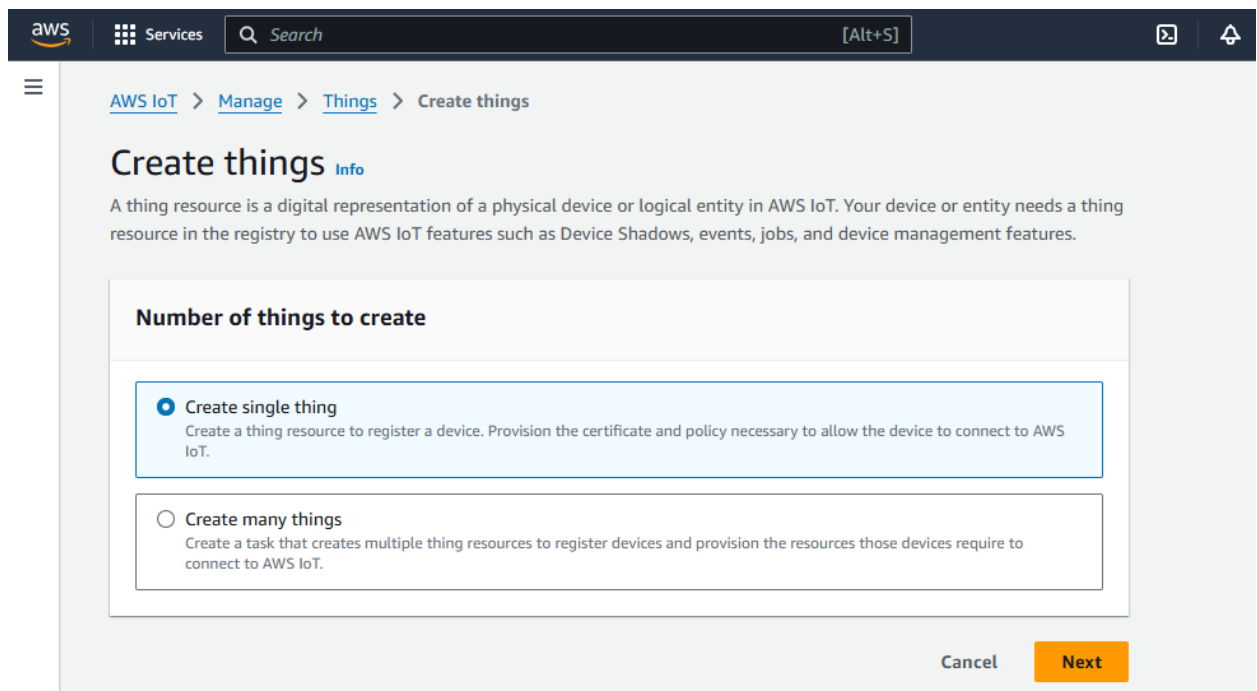 aws Services Search [Alt+S]
AWS IoT > Manage > Things > Create things
Create things Info
A thing resource is a digital representation of a physical device or logical entity in AWS IoT. Your device or entity needs a thing
resource in the registry to use AWS IoT features such as Device Shadows, events, jobs, and device management features.
Number of things to create
Create single thing
Create a thing resource to register a device. Provision the certificate and policy necessary to allow the device to connect to AWS
IoT.
Create many things
Create a task that creates multiple thing resources to register devices and provision the resources those devices require to
connect to AWS IoT.
Cancel Next